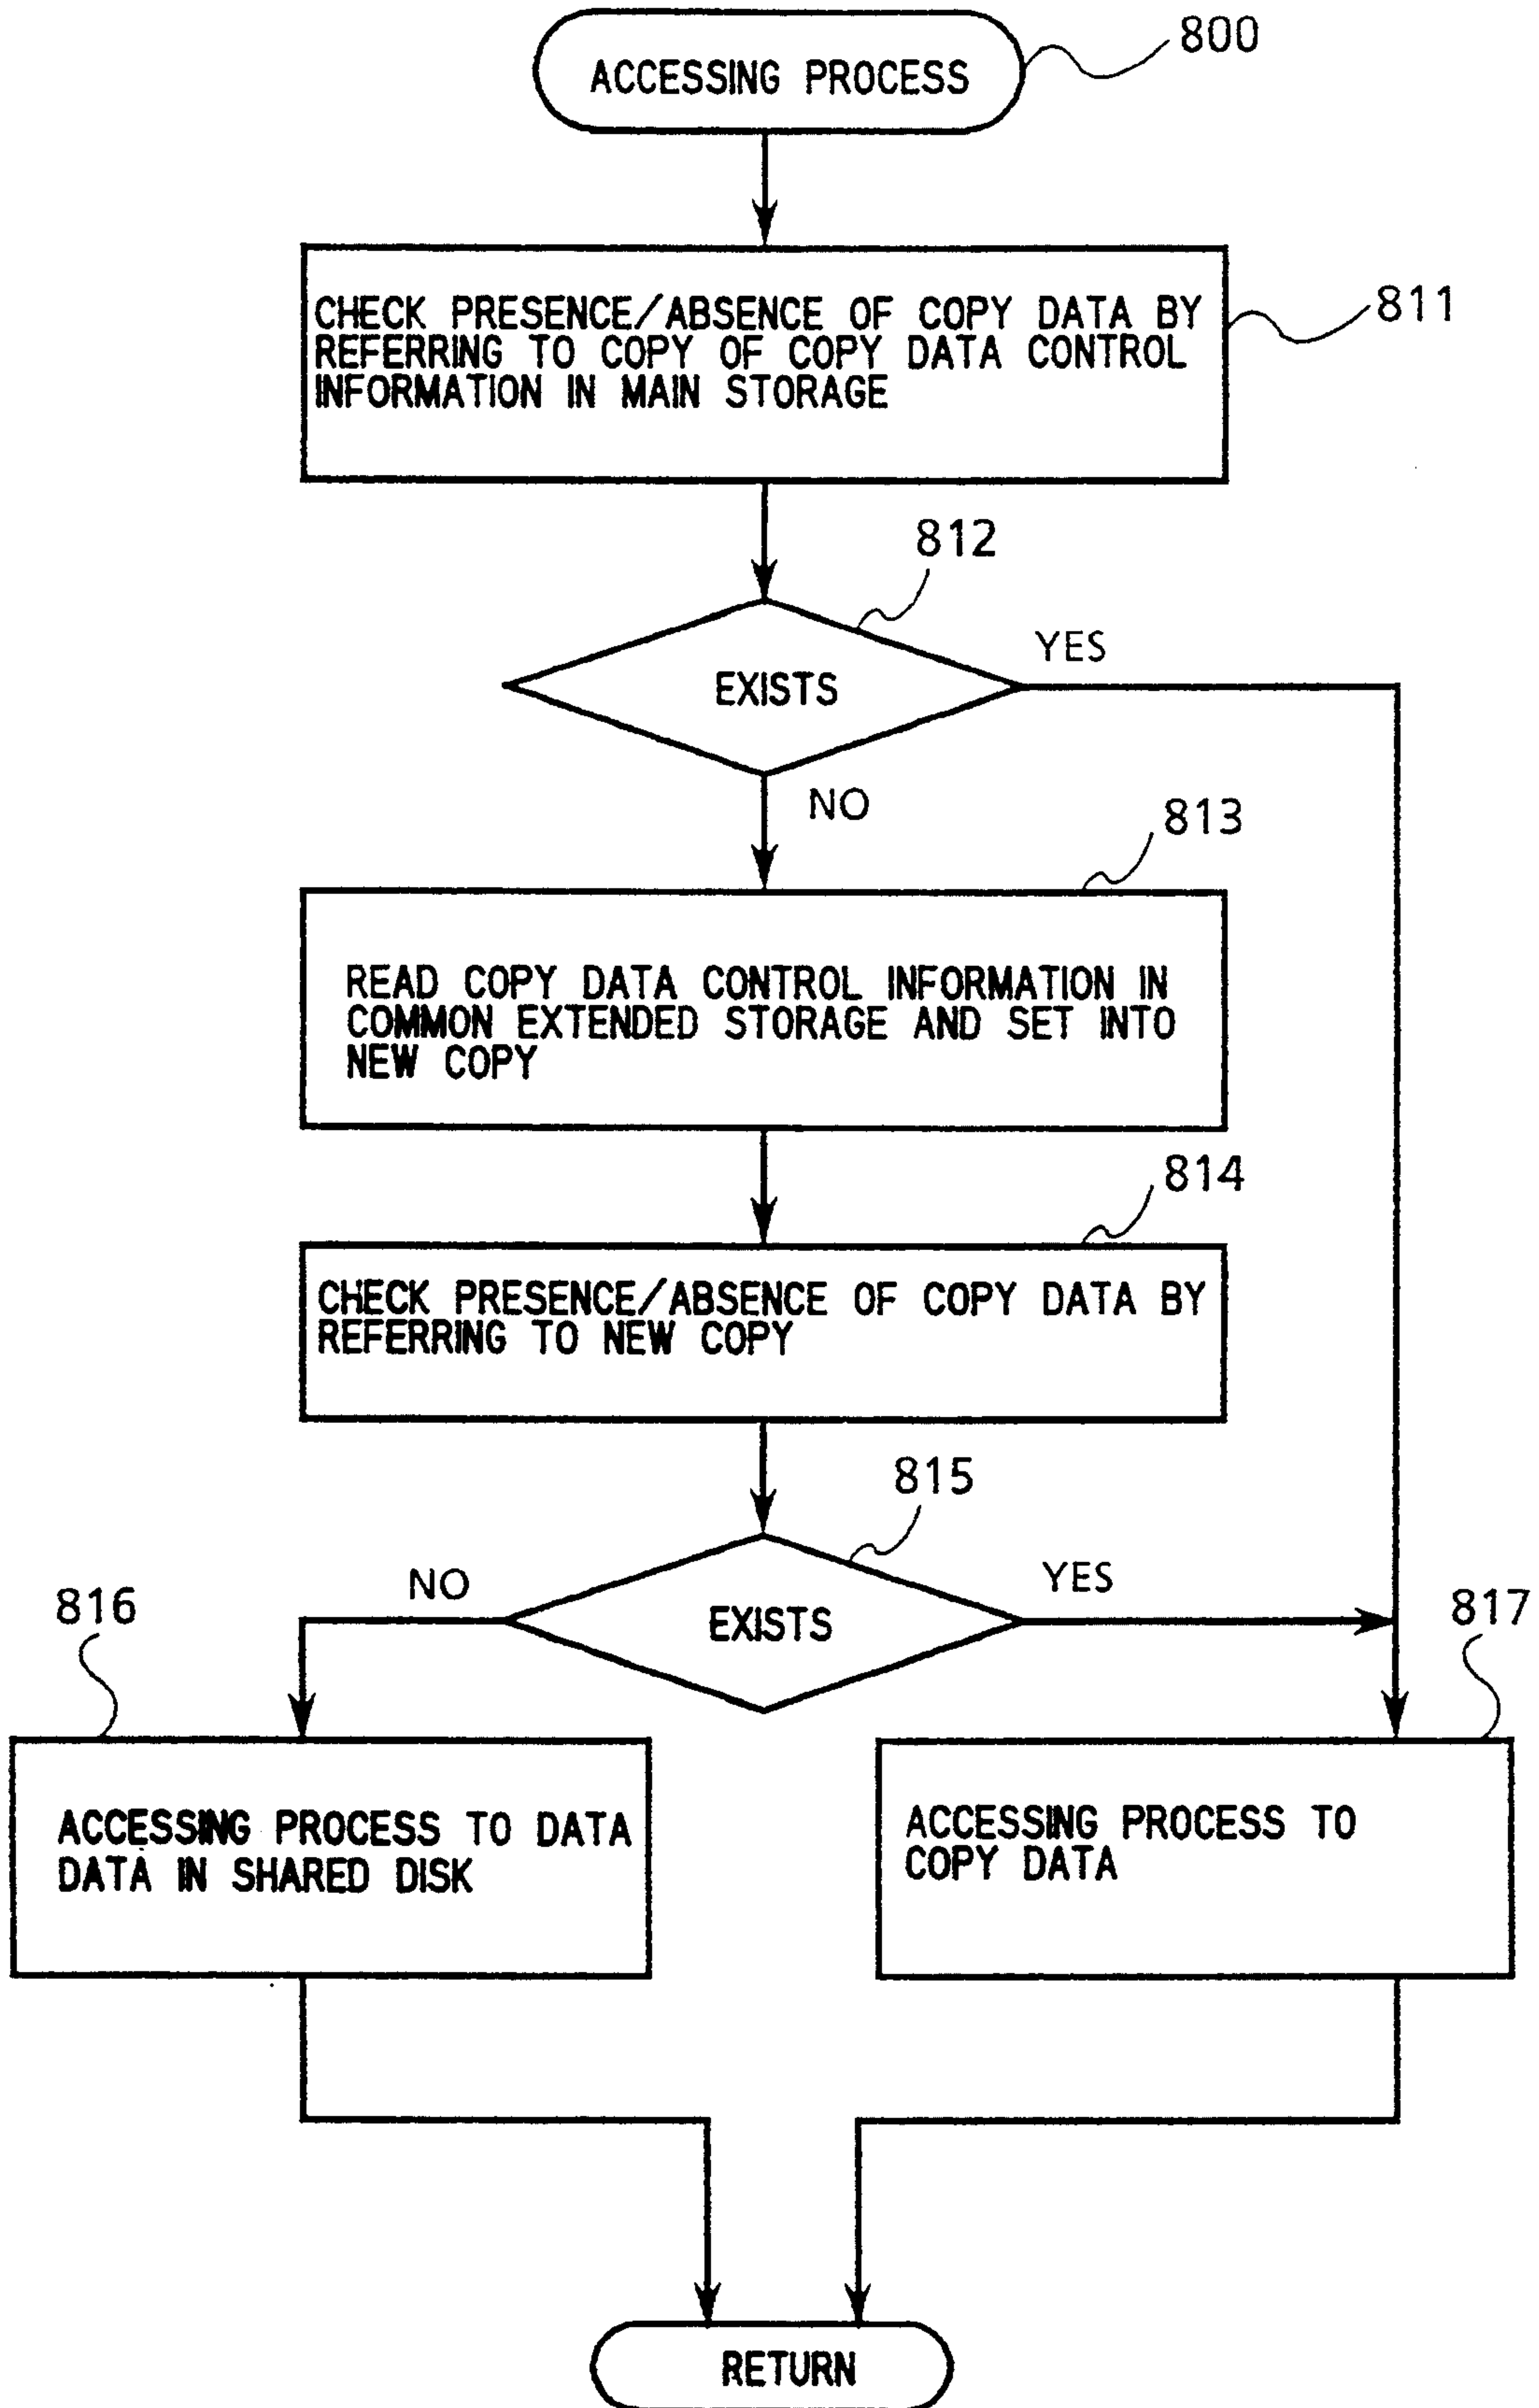 800
ACCESSING PROCESS
CHECK PRESENCE/ABSENCE OF COPY DATA BY
REFERRING TO COPY OF COPY DATA CONTROL
INFORMATION IN MAIN STORAGE
811
812
EXISTS
YES
NO
813
READ COPY DATA CONTROL INFORMATION IN
COMMON EXTENDED STORAGE AND SET INTO
NEW COPY
814
CHECK PRESENCE/ABSENCE OF COPY DATA BY
REFERRING TO NEW COPY
815
NO
EXISTS
YES
816
817
ACCESSING PROCESS TO DATA
DATA IN SHARED DISK
ACCESSING PROCESS TO
COPY DATA
RETURN